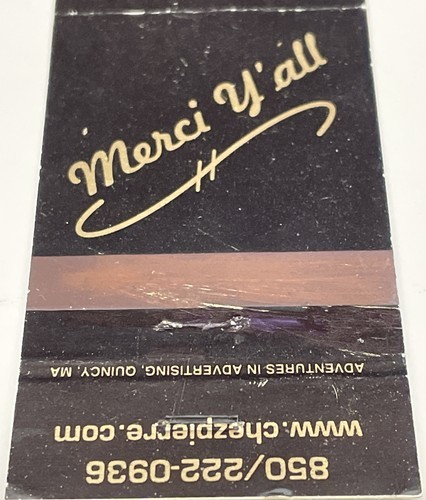 Merci Y'all
ADVENTURES IN ADVERTISING, QUINCY, MA
www.chezpierre.com
850/222-0936